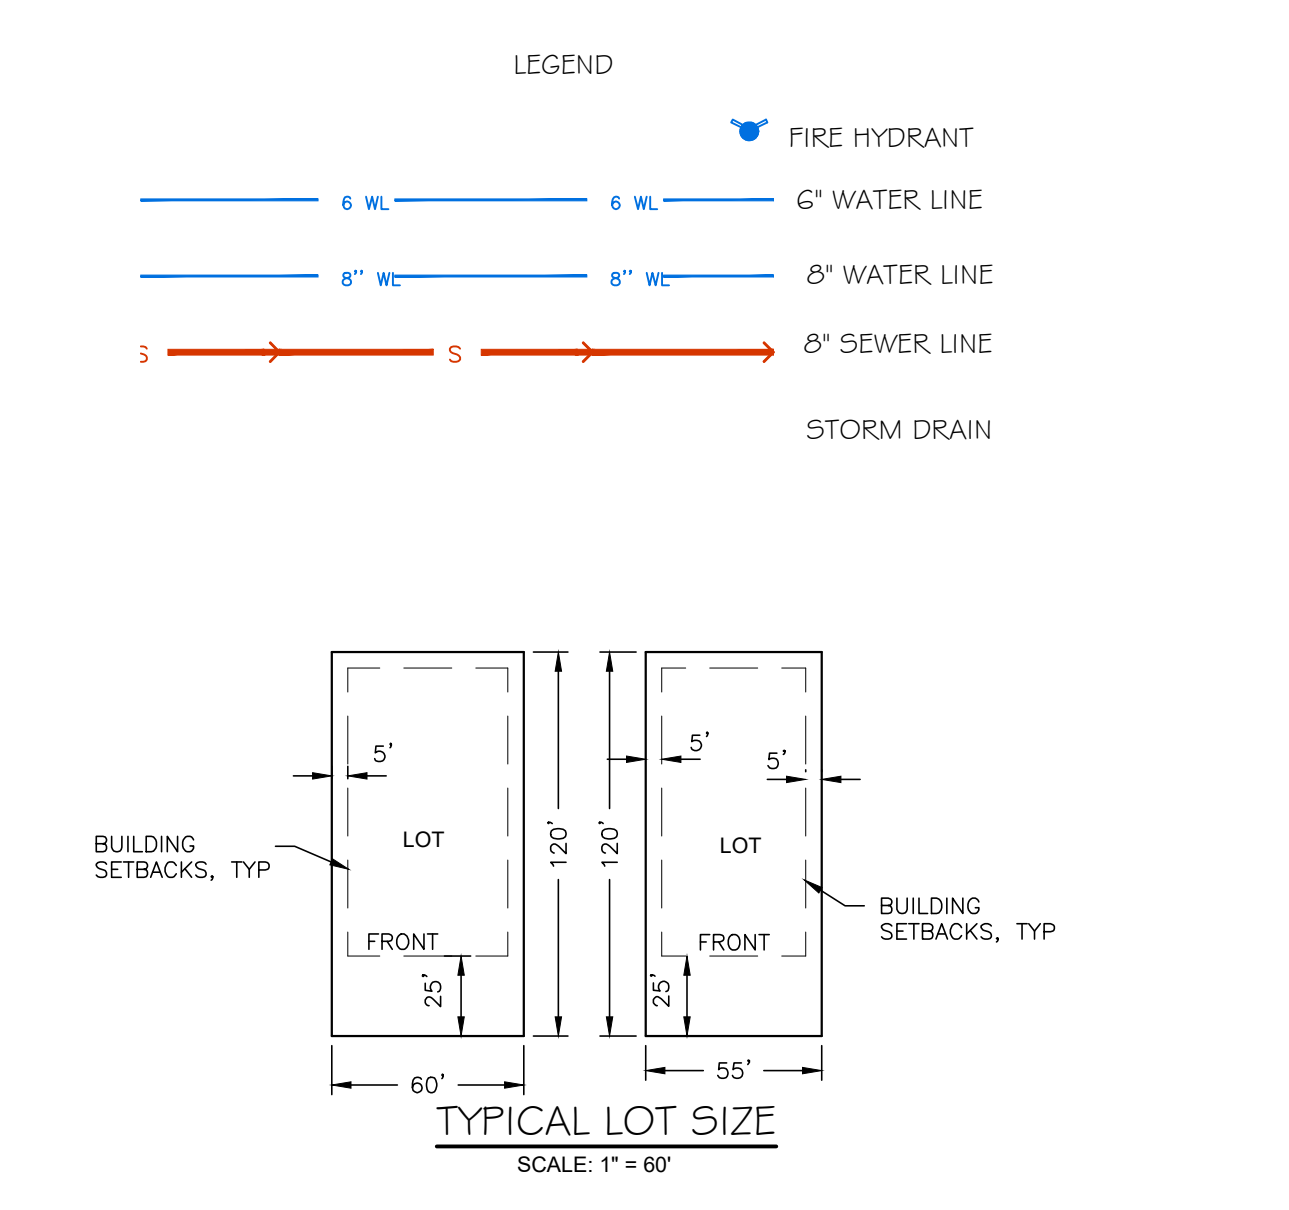 LEGEND
FIRE HYDRANT
6 WL 6 WL 6" WATER LINE
8'' WL 8'' WL 8" WATER LINE
S S 8" SEWER LINE
STORM DRAIN
5' 5' 5'
LOT LOT
120' 120'
BUILDING
SETBACKS, TYP
BUILDING
SETBACKS, TYP
FRONT FRONT
25' 25'
60' 55'
TYPICAL LOT SIZE
SCALE: 1" = 60'